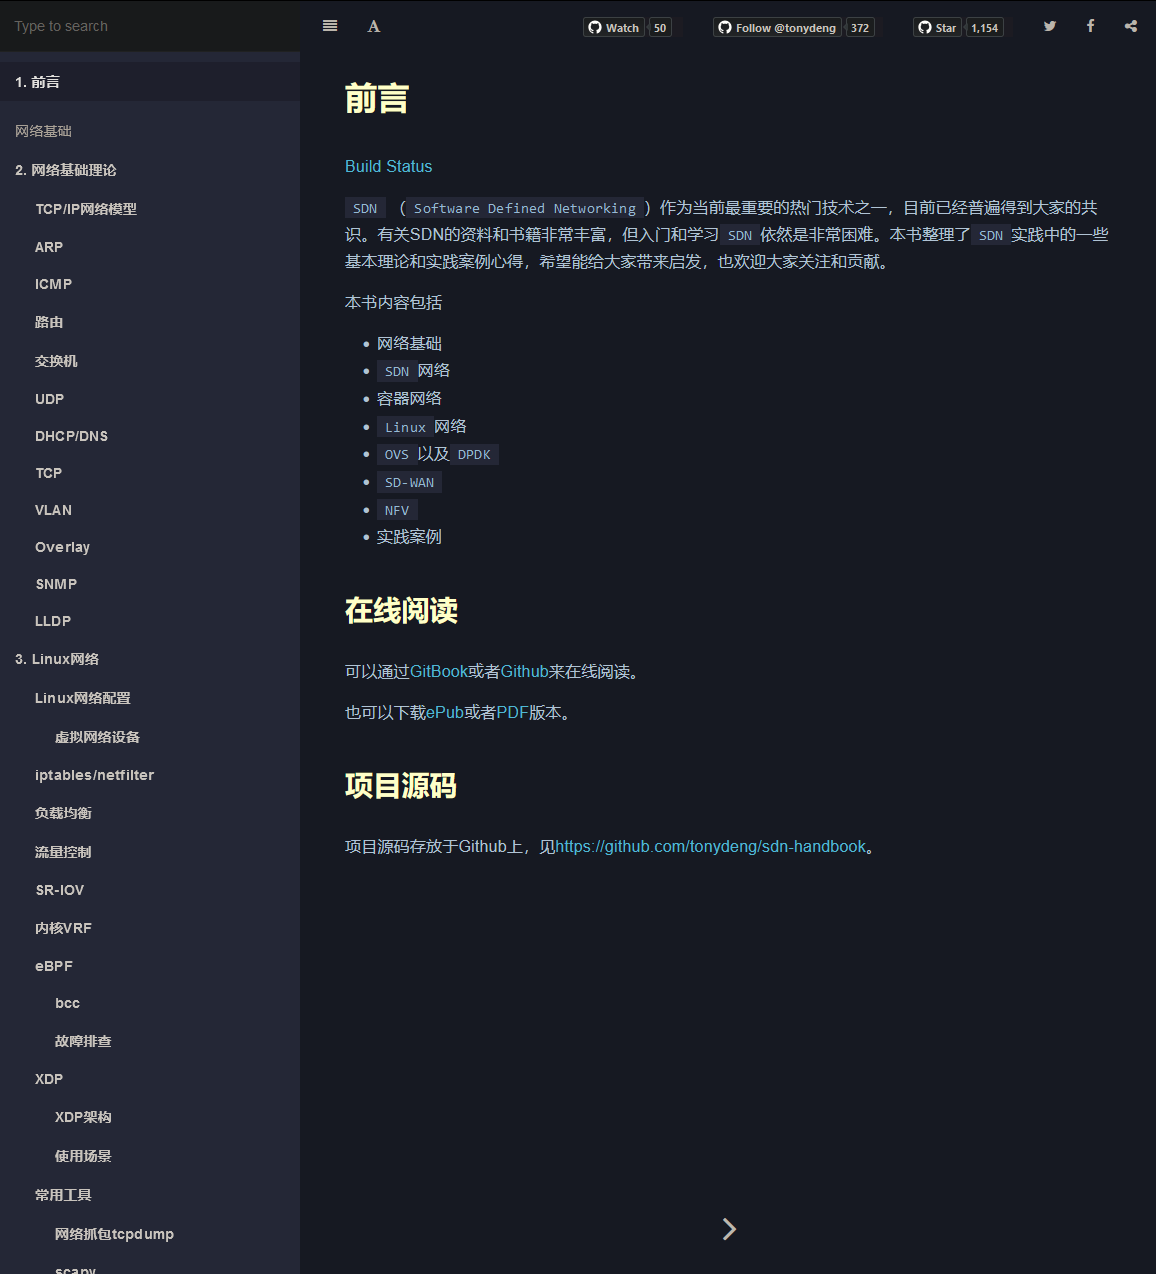 Type to search
1. 前言
网络基础
2. 网络基础理论
TCP/IP网络模型
ARP
ICMP
路由
交换机
UDP
DHCP/DNS
TCP
VLAN
Overlay
SNMP
LLDP
3. Linux网络
Linux网络配置
虚拟网络设备
iptables/netfilter
负载均衡
流量控制
SR-IOV
内核VRF
eBPF
bcc
故障排查
XDP
XDP架构
使用场景
常用工具
网络抓包tcpdump
scapy
A
Watch 50
Follow @tonydeng 372
Star 1,154
前言
Build Status
SDN （Software Defined Networking）作为当前最重要的热门技术之一，目前已经普遍得到大家的共
识。有关SDN的资料和书籍非常丰富，但入门和学习 SDN 依然是非常困难。本书整理了 SDN 实践中的一些
基本理论和实践案例心得，希望能给大家带来启发，也欢迎大家关注和贡献。
本书内容包括
• 网络基础
• SDN 网络
• 容器网络
• Linux 网络
• OVS 以及 DPDK
• SD-WAN
• NFV
• 实践案例
在线阅读
可以通过GitBook或者Github来在线阅读。
也可以下载ePub或者PDF版本。
项目源码
项目源码存放于Github上，见https://github.com/tonydeng/sdn-handbook。